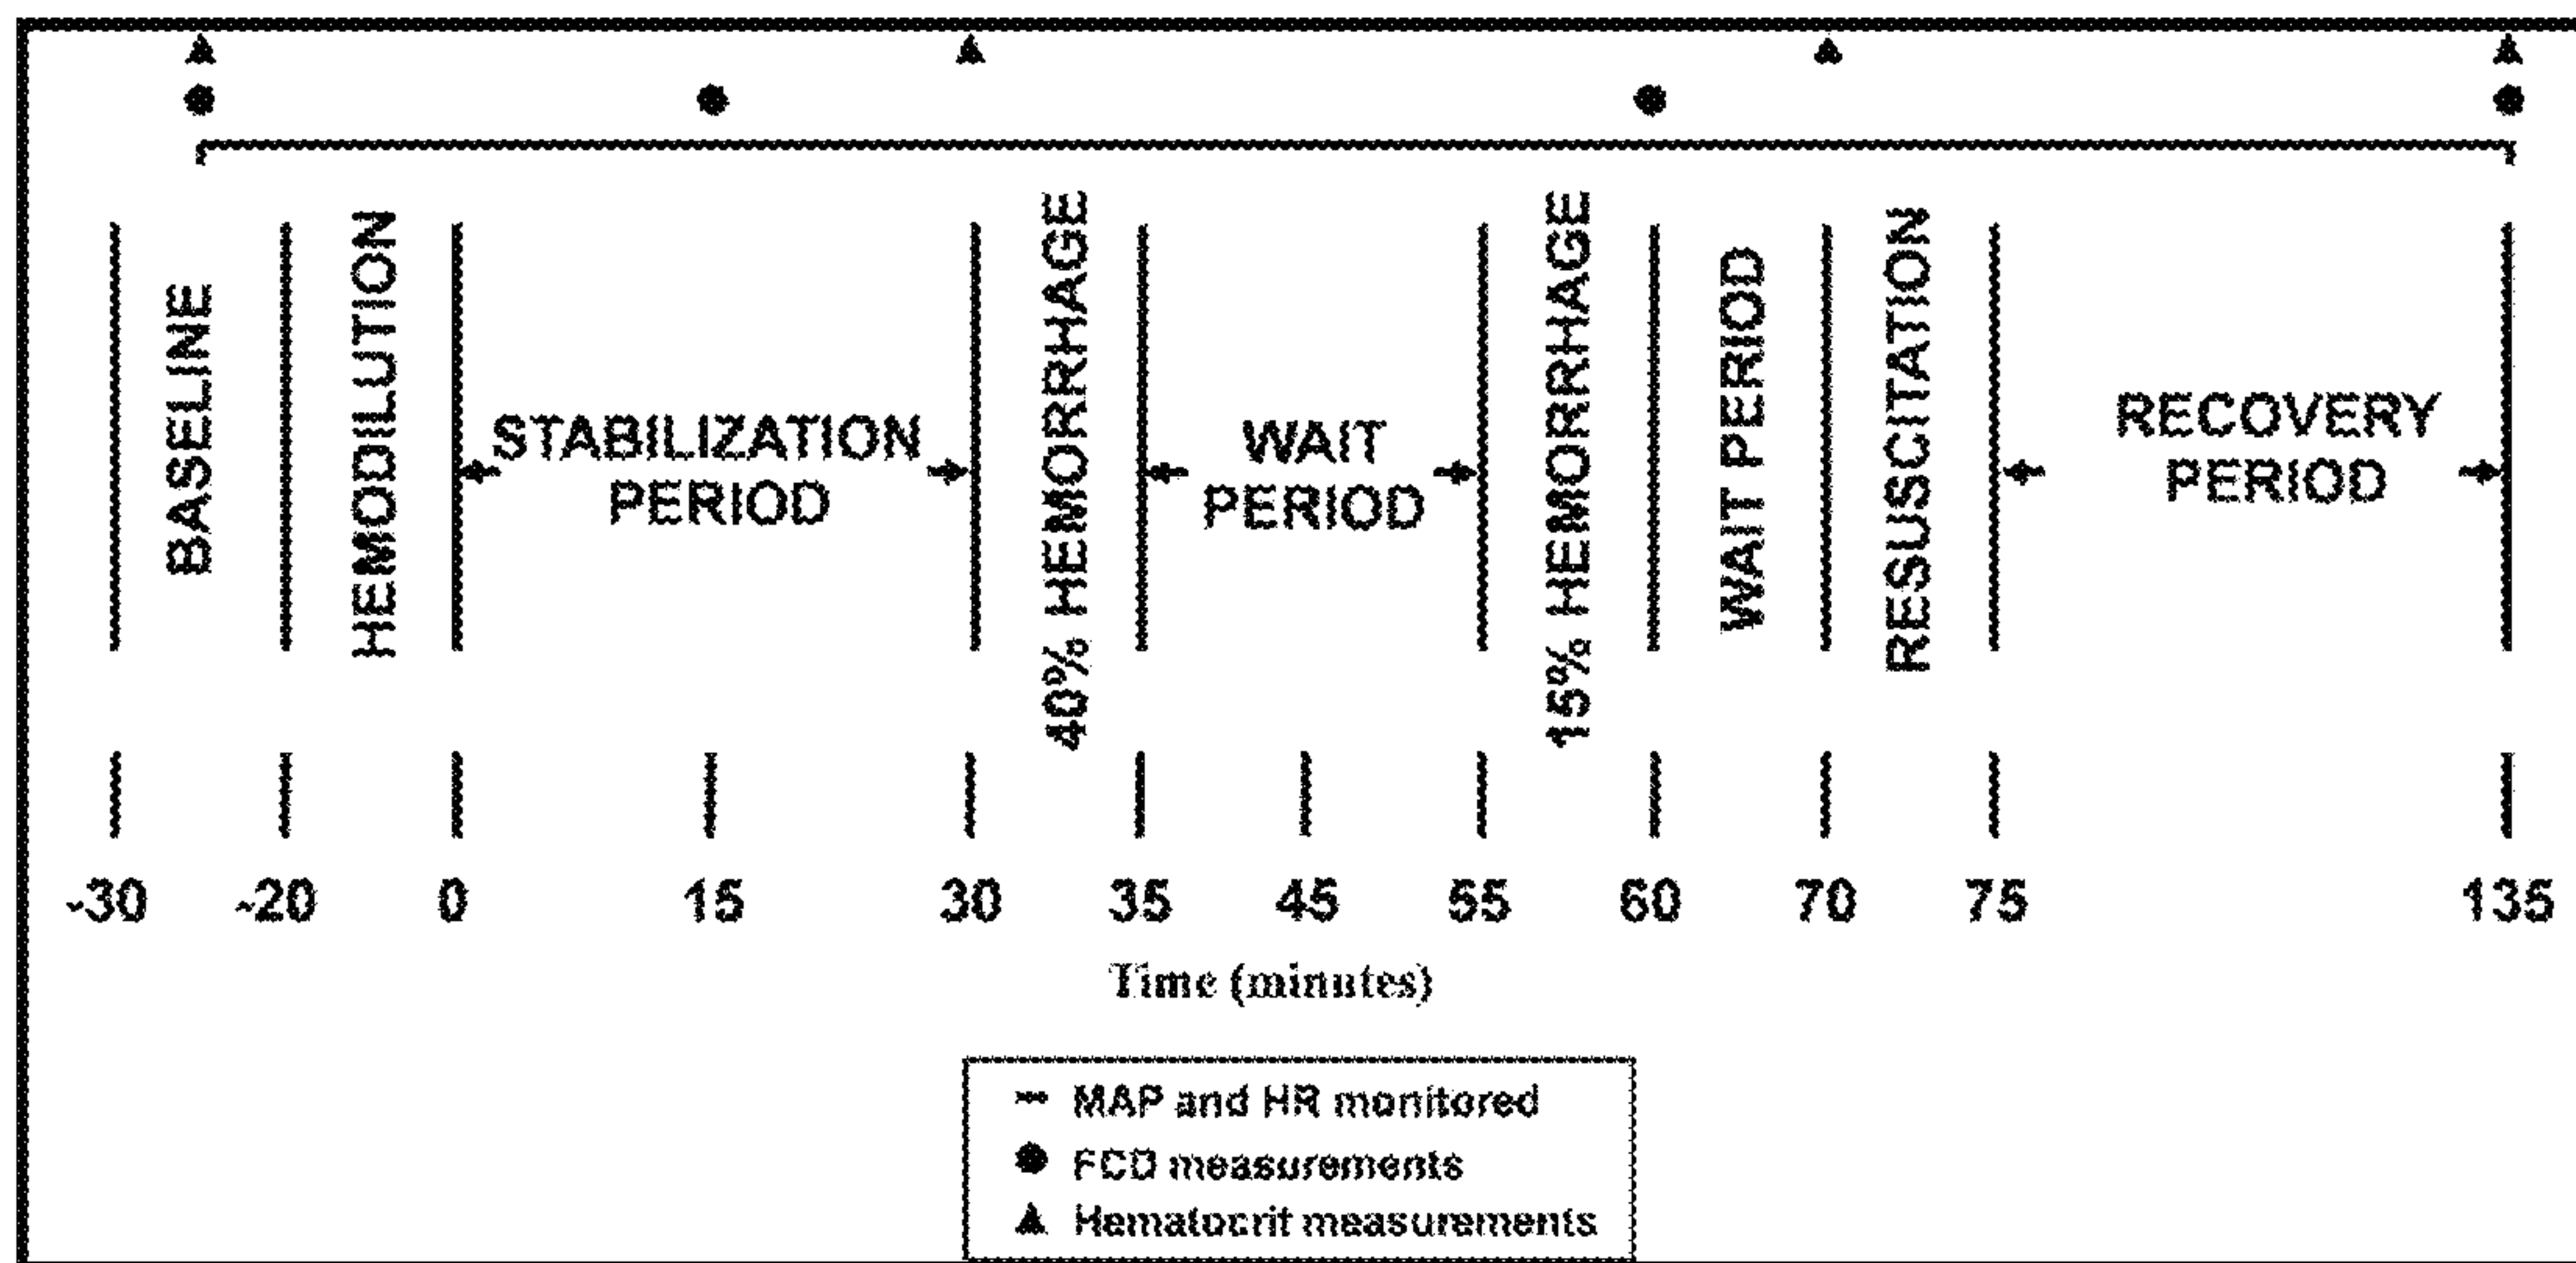 BASELINE
HEMODILUTION
STABILIZATION
PERIOD
40% HEMORRHAGE
WAIT
PERIOD
15% HEMORRHAGE
WAIT PERIOD
RESUSCITATION
RECOVERY
PERIOD
-30 -20 0 15 30 35 45 55 60 70 75 135
Time (minutes)
– MAP and HR monitored
● FCD measurements
▲ Hematocrit measurements